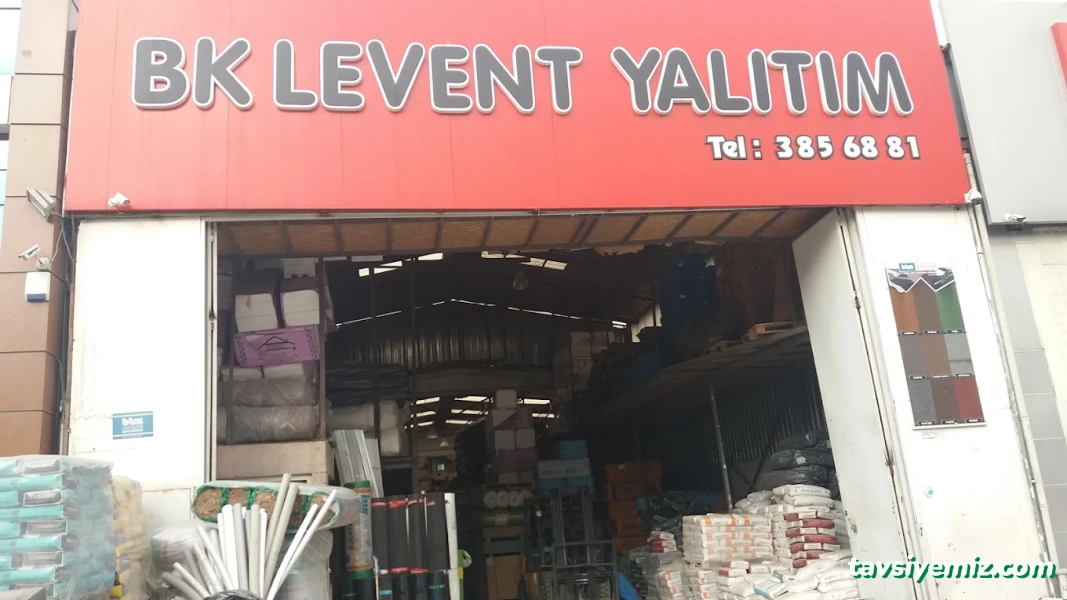 BK LEVENT YALITIM
Tel : 385 68 81
tavsiyemiz.com